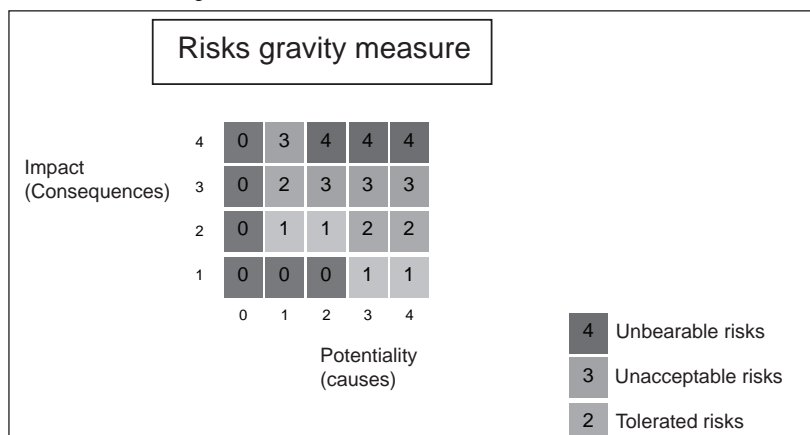 Risks gravity measure
4 0 3 4 4 4
Impact
(Consequences)
3 0 2 3 3 3
2 0 1 1 2 2
1 0 0 0 1 1
0 1 2 3 4
Potentiality
(causes)
4 Unbearable risks
3 Unacceptable risks
2 Tolerated risks